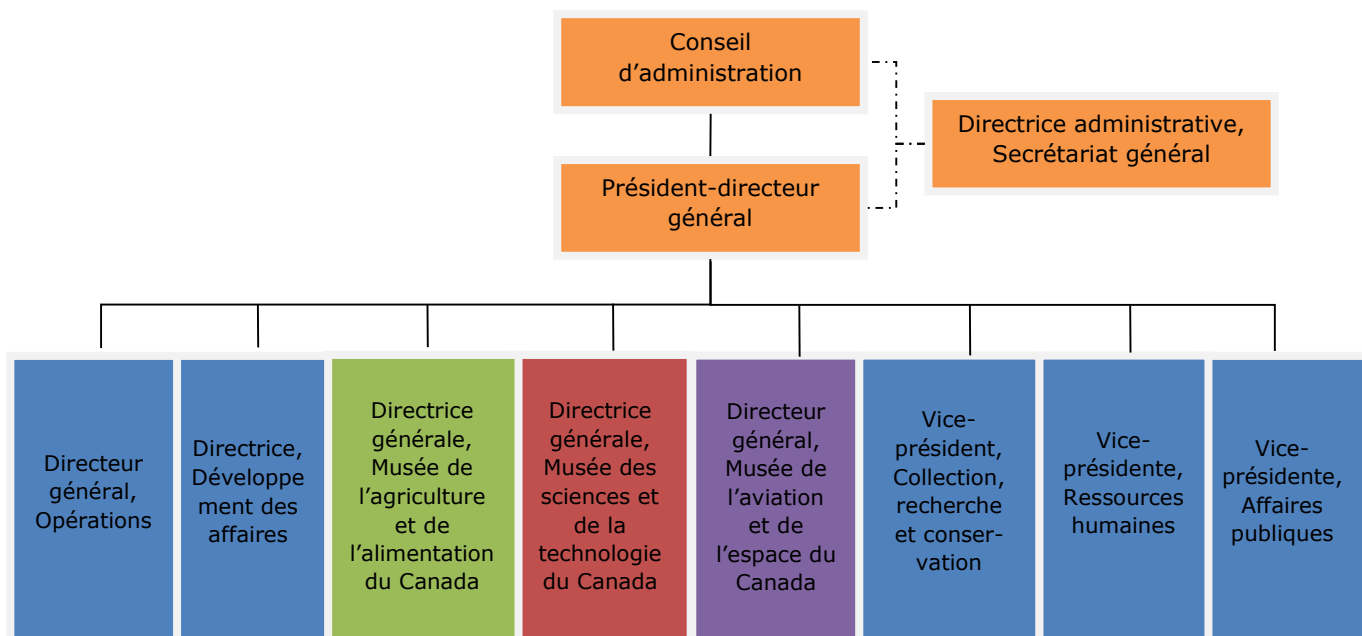 Conseil
d’administration
Directrice administrative,
Secrétariat général
Président-directeur
général
Directeur
général,
Opérations
Directrice,
Développe
ment des
affaires
Directrice
générale,
Musée de
l’agriculture
et de
l’alimentation
du Canada
Directrice
générale,
Musée des
sciences et
de la
technologie
du Canada
Directeur
général,
Musée de
l’aviation
et de
l’espace du
Canada
Vice-
président,
Collection,
recherche
et conser-
vation
Vice-
présidente,
Ressources
humaines
Vice-
présidente,
Affaires
publiques